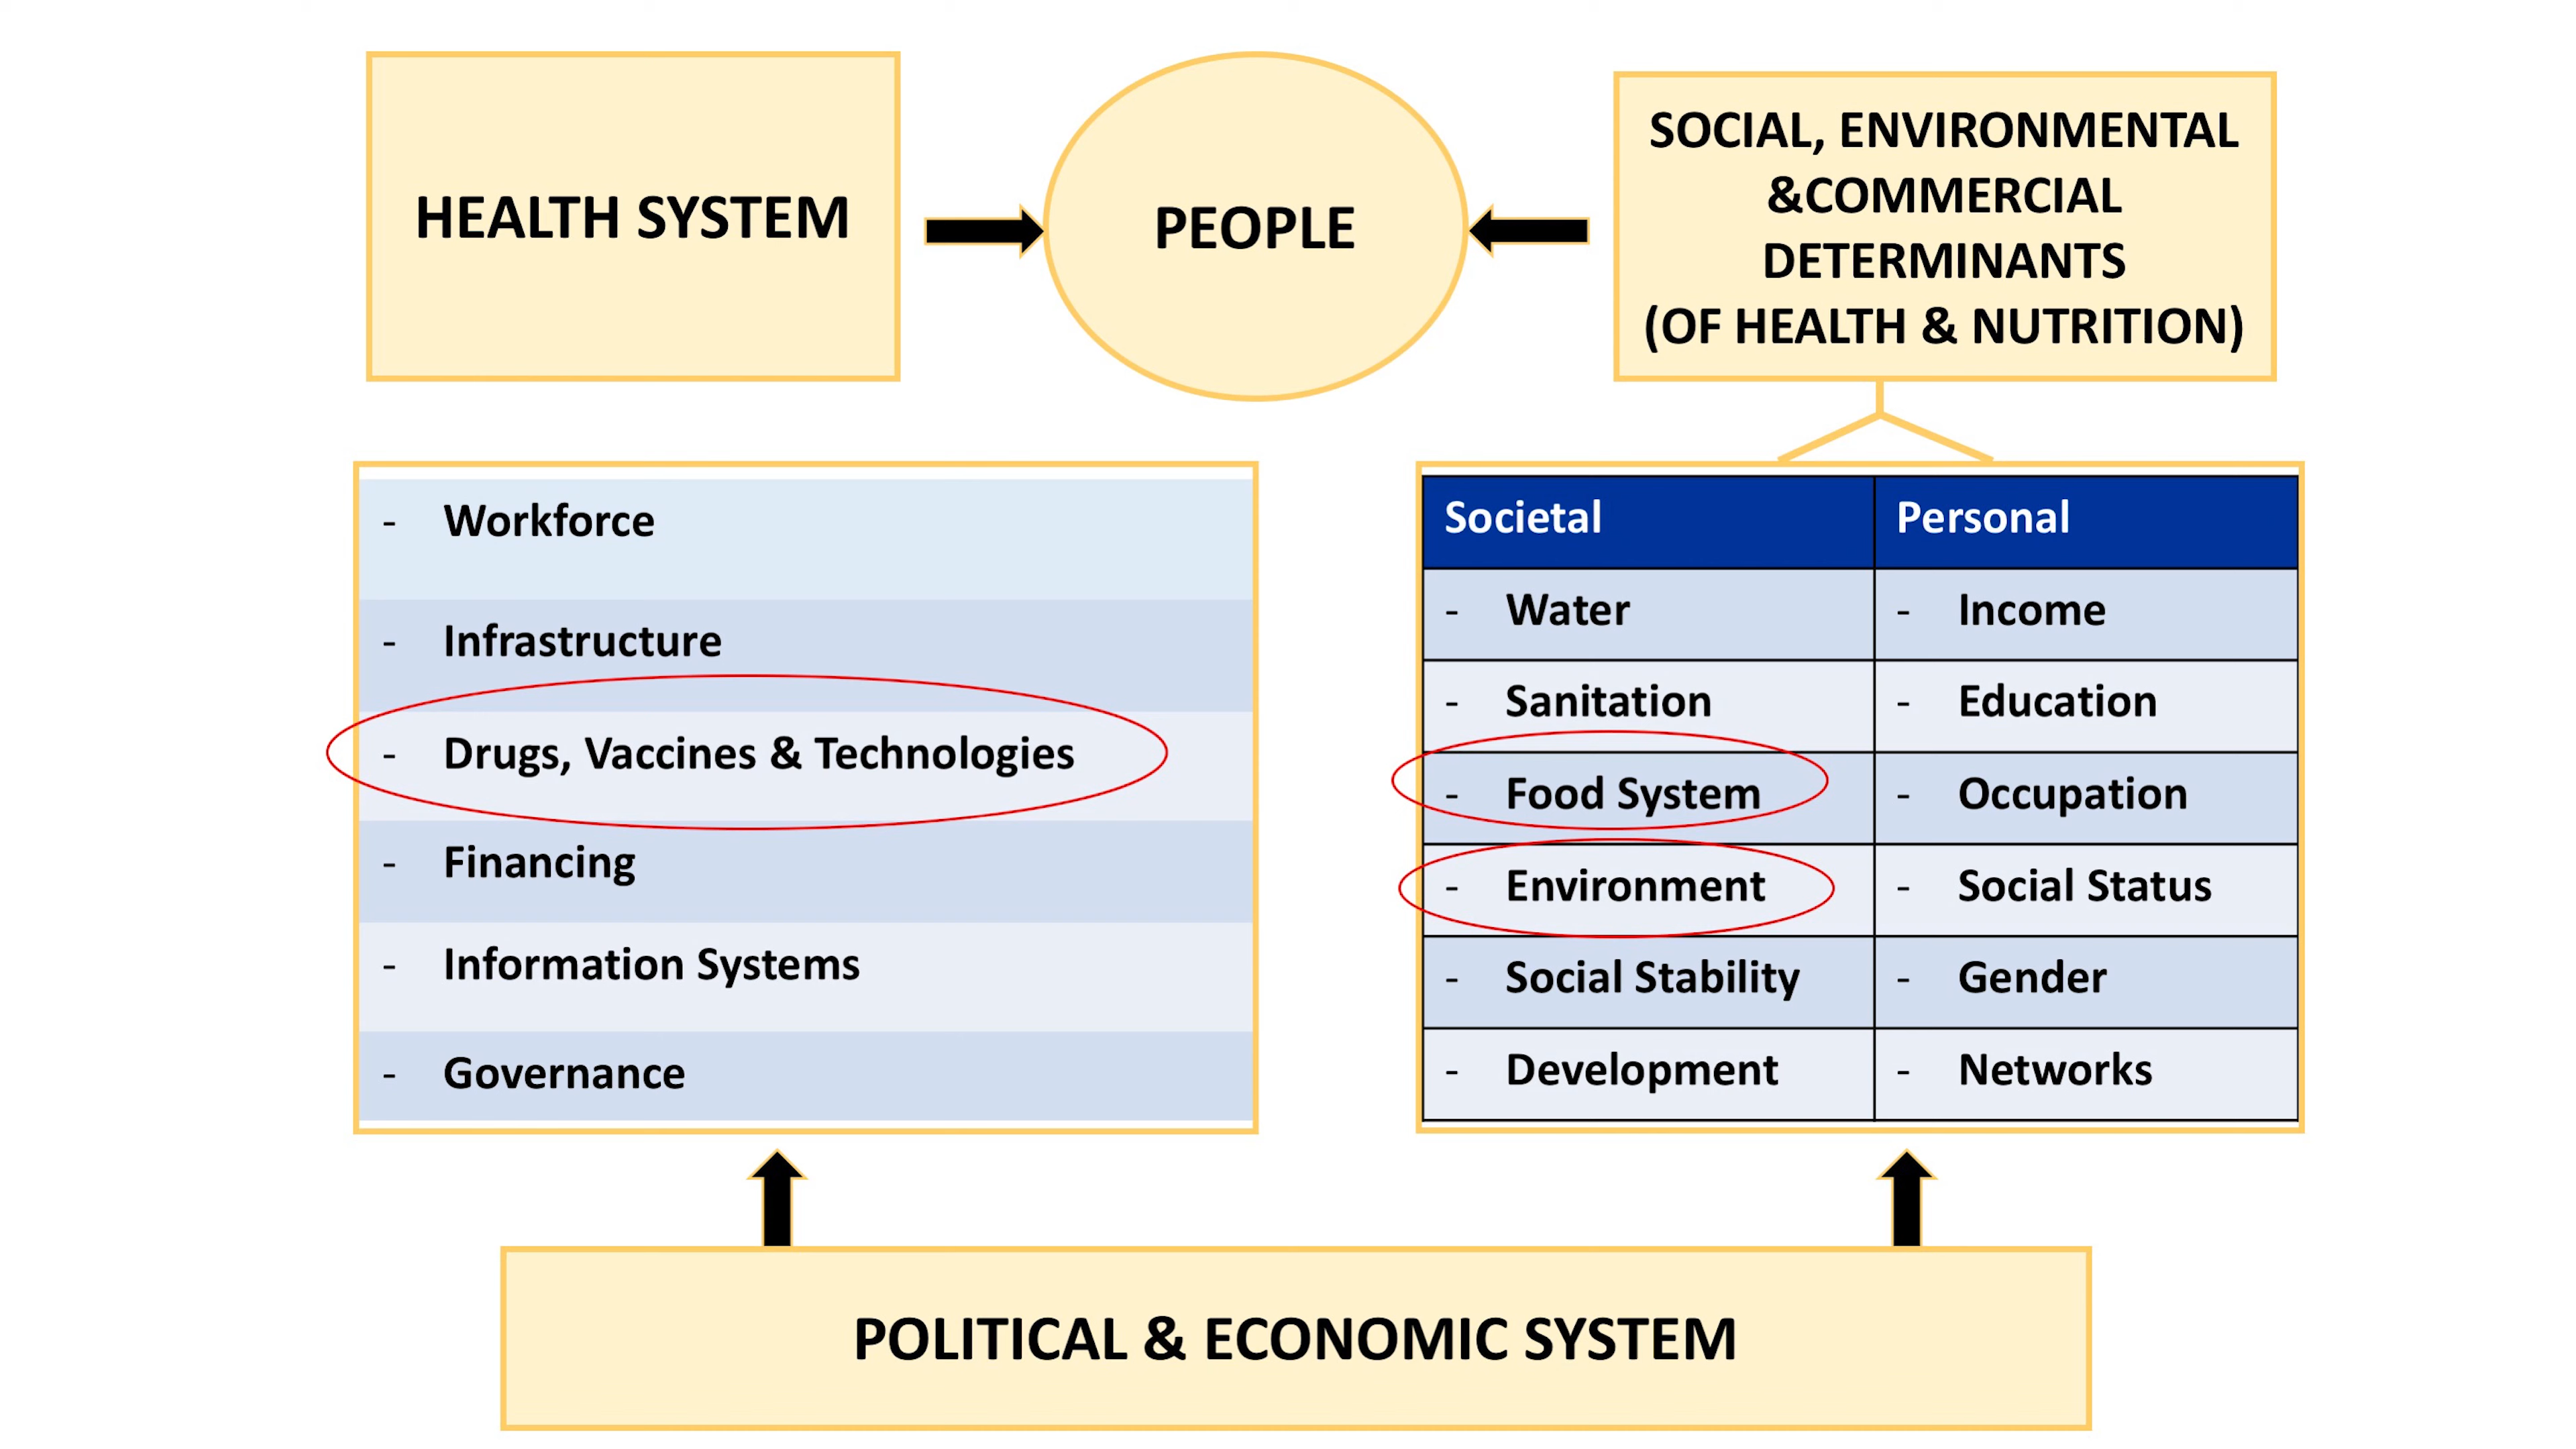 HEALTH SYSTEM
PEOPLE
SOCIAL, ENVIRONMENTAL
&COMMERCIAL
DETERMINANTS
(OF HEALTH & NUTRITION)
- Workforce
- Infrastructure
- Drugs, Vaccines & Technologies
- Financing
- Information Systems
- Governance
Societal Personal
- Water - Income
- Sanitation - Education
- Food System - Occupation
- Environment - Social Status
- Social Stability - Gender
- Development - Networks
POLITICAL & ECONOMIC SYSTEM